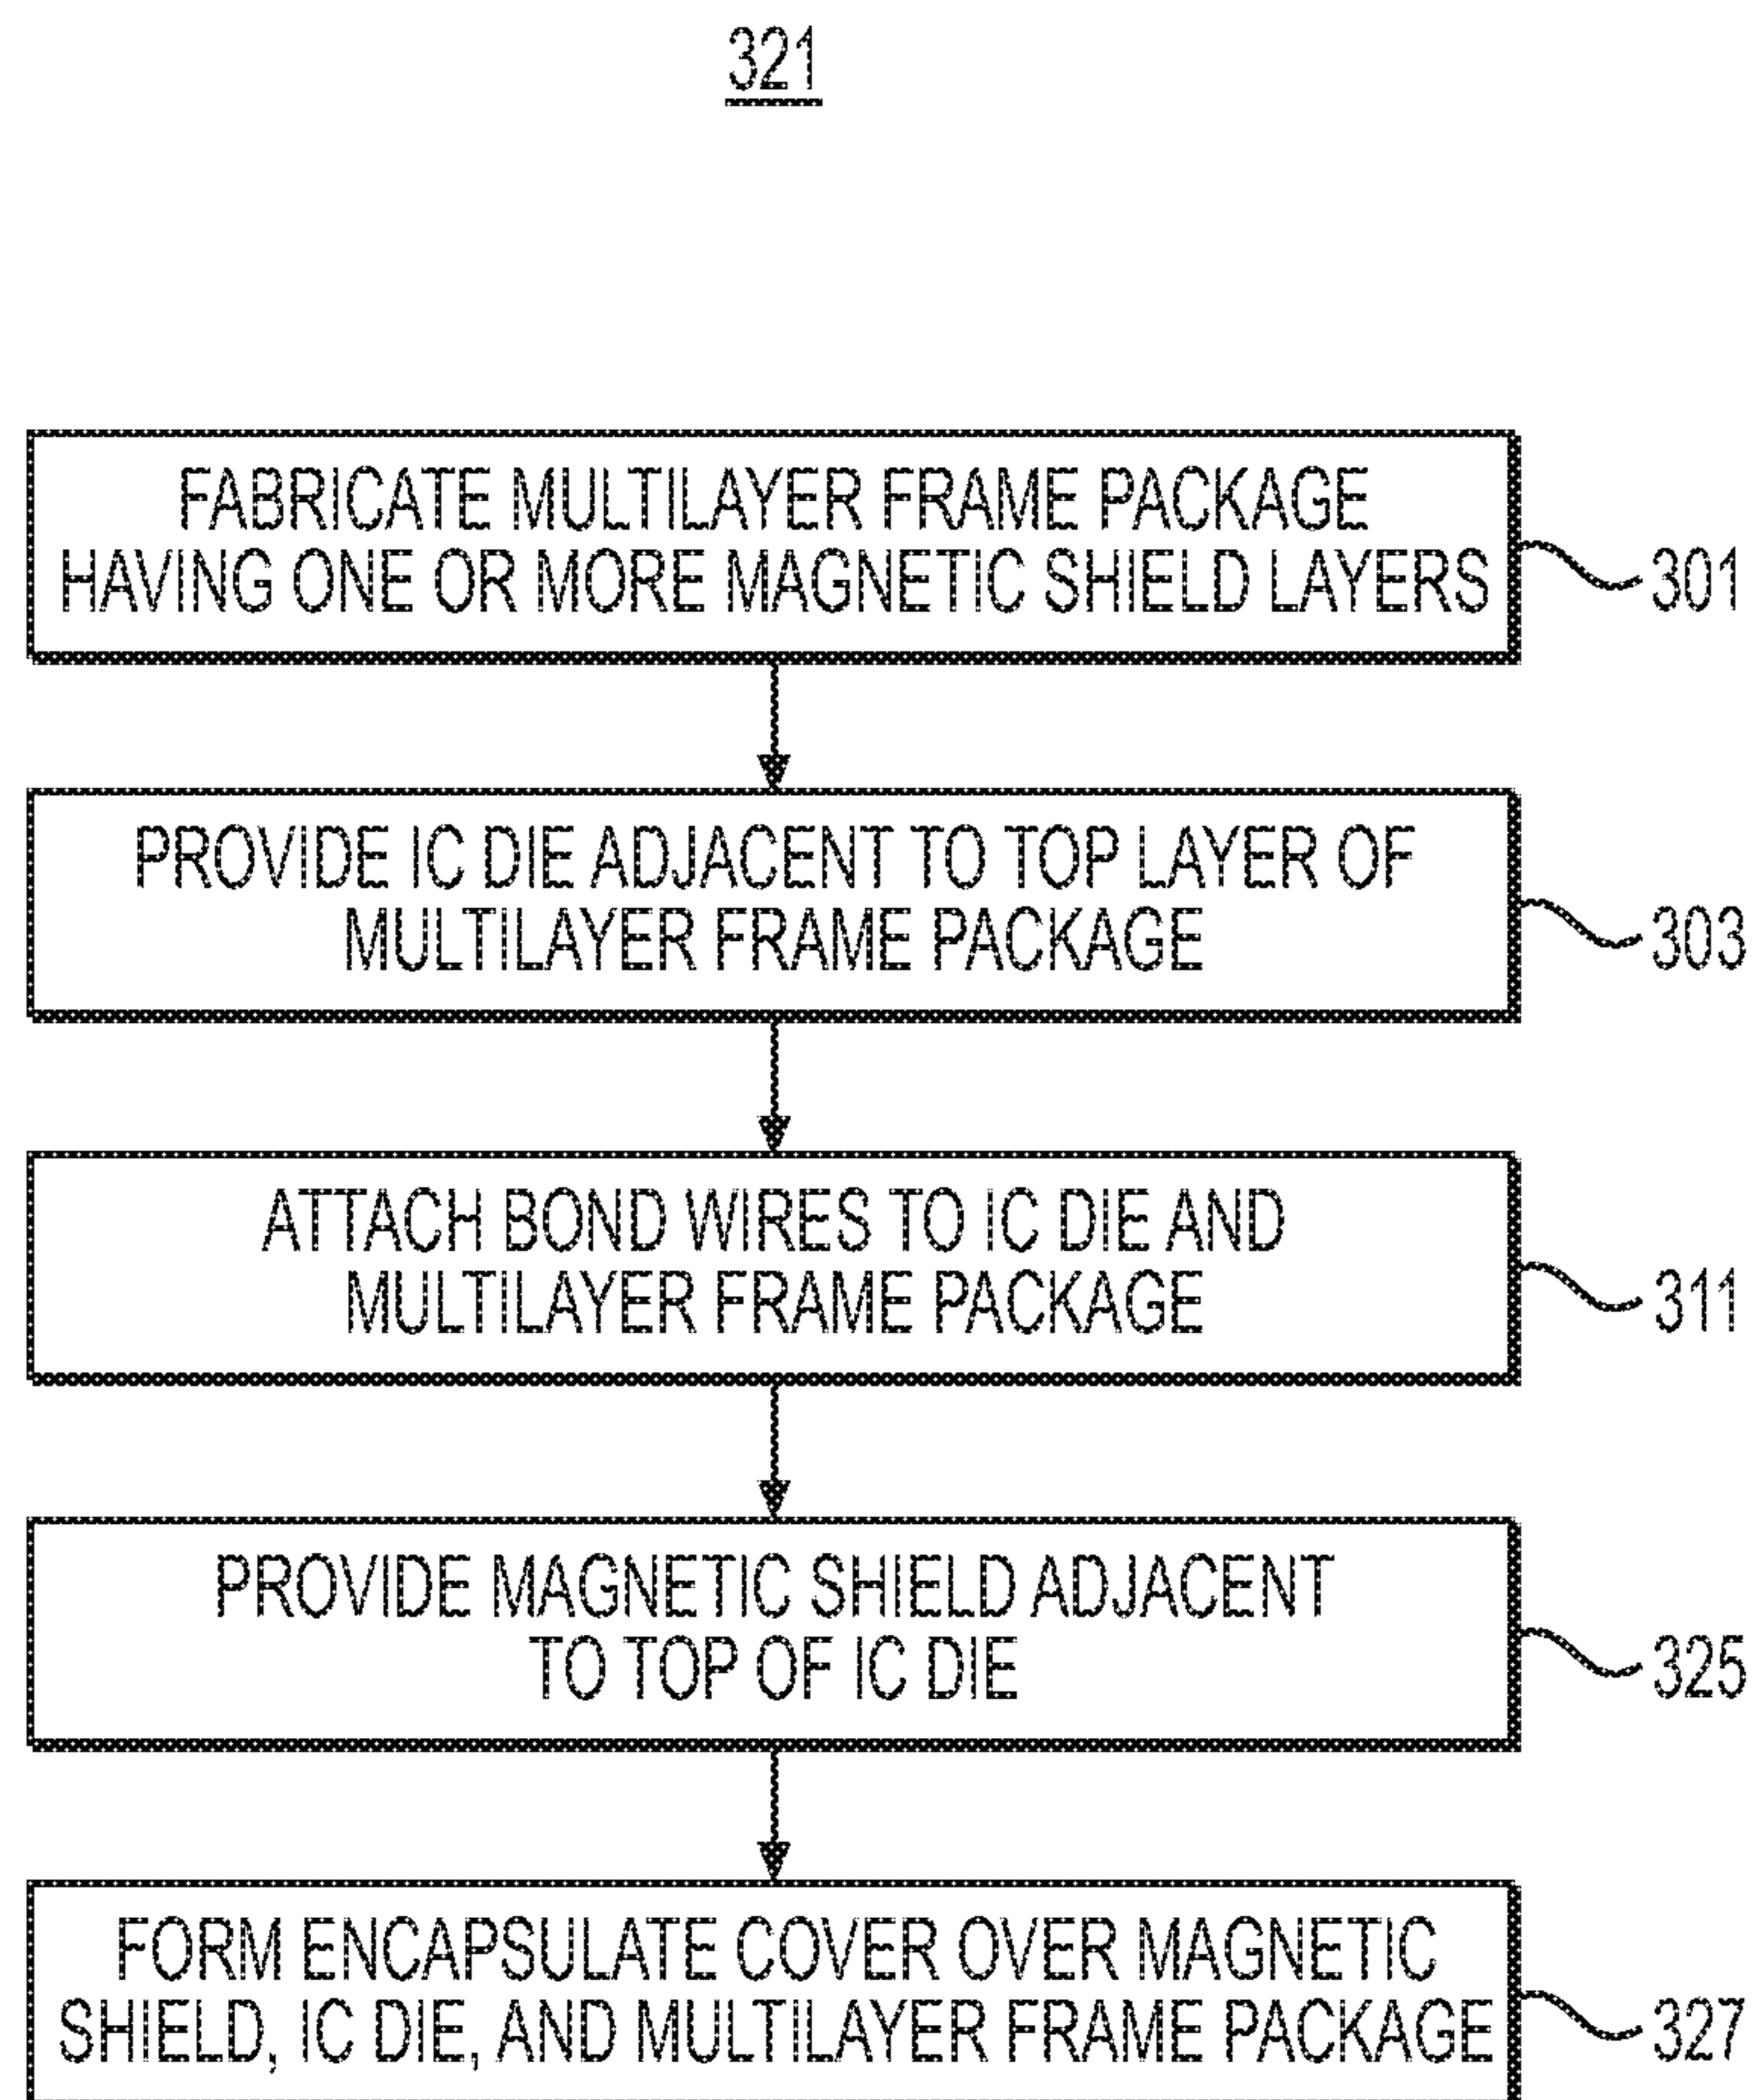 321
FABRICATE MULTILAYER FRAME PACKAGE
HAVING ONE OR MORE MAGNETIC SHIELD LAYERS
301
PROVIDE IC DIE ADJACENT TO TOP LAYER OF
MULTILAYER FRAME PACKAGE
303
ATTACH BOND WIRES TO IC DIE AND
MULTILAYER FRAME PACKAGE
311
PROVIDE MAGNETIC SHIELD ADJACENT
TO TOP OF IC DIE
325
FORM ENCAPSULATE COVER OVER MAGNETIC
SHIELD, IC DIE, AND MULTILAYER FRAME PACKAGE
327